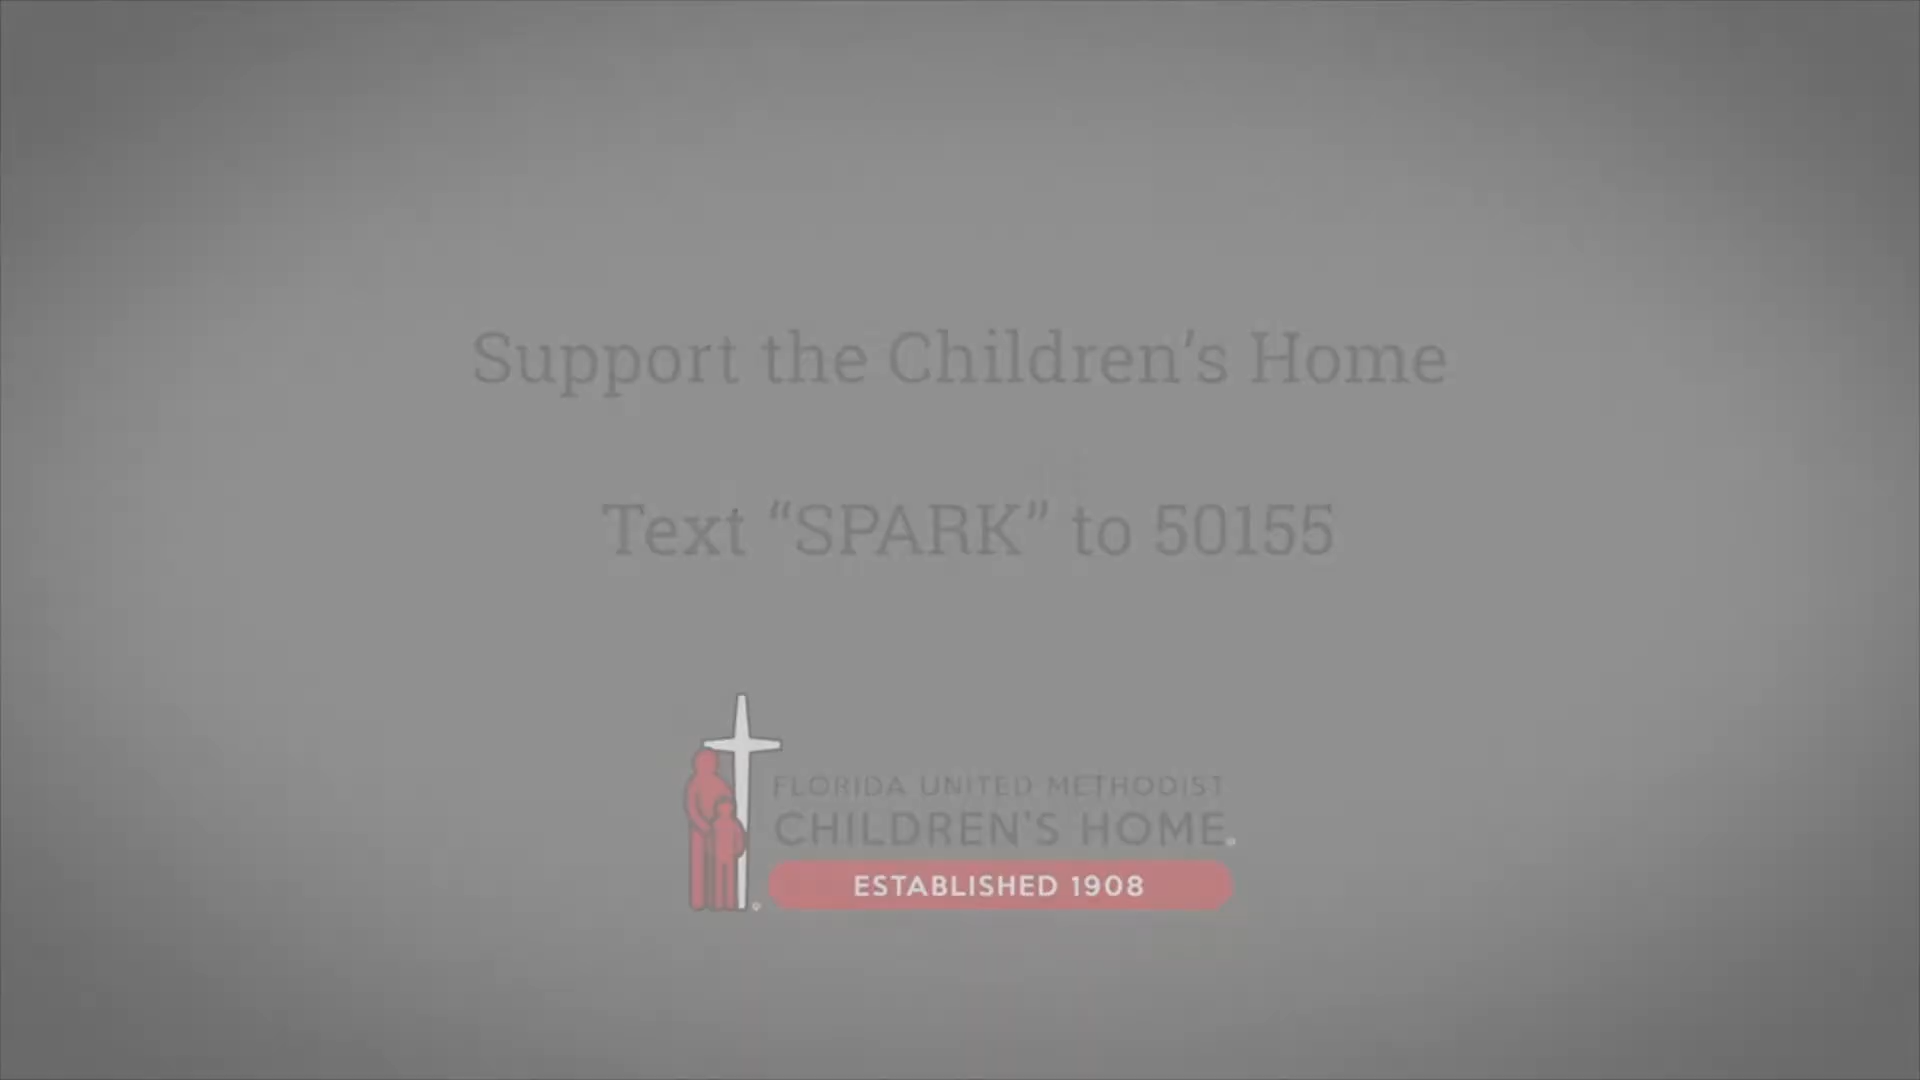 Support the Children’s Home
Text “SPARK” to 50155
FLORIDA UNITED METHODIST
CHILDREN'S HOME®
ESTABLISHED 1908